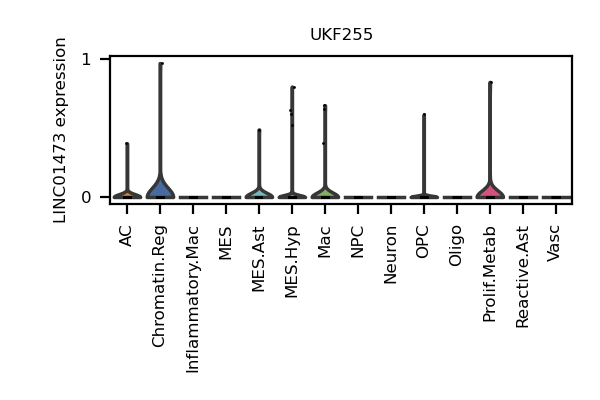 UKF255
LINC01473 expression
1
0
AC
Chromatin.Reg
Inflammatory.Mac
MES
MES.Ast
MES.Hyp
Mac
NPC
Neuron
OPC
Oligo
Prolif.Metab
Reactive.Ast
Vasc